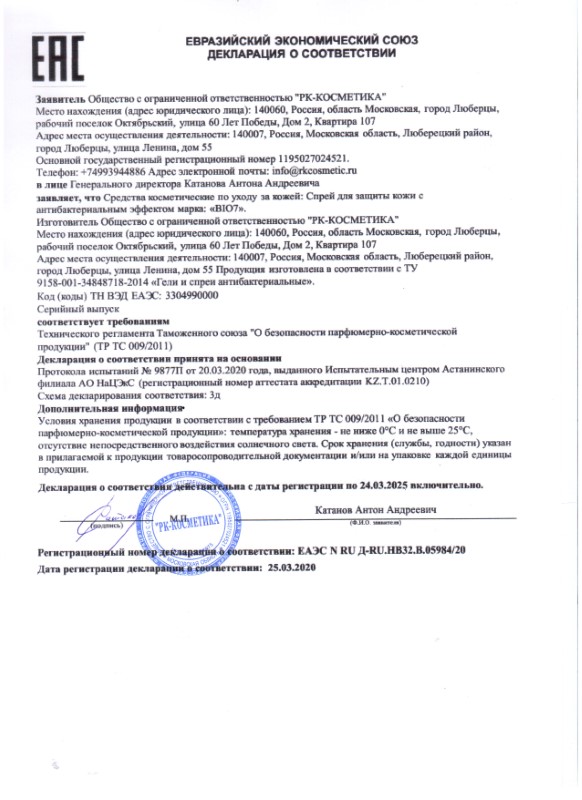 EAC
ЕВРАЗИЙСКИЙ ЭКОНОМИЧЕСКИЙ СОЮЗ
ДЕКЛАРАЦИЯ О СООТВЕТСТВИИ
Заявитель Общество с ограниченной ответственностью "РК-КОСМЕТИКА"
Место нахождения (адрес юридического лица): 140060, Россия, область Московская, город Люберцы,
рабочий поселок Октябрьский, улица 60 Лет Победы, Дом 2, Квартира 107
Адрес места осуществления деятельности: 140007, Россия, Московская область, Люберецкий район,
город Люберцы, улица Ленина, дом 55
Основной государственный регистрационный номер 1195027024521.
Телефон: +74993944886 Адрес электронной почты: info@rkcosmetic.ru
в лице Генерального директора Катанова Антона Андреевича
заявляет, что Средства косметические по уходу за кожей: Спрей для защиты кожи с
антибактериальным эффектом марка: «BIO7».
Изготовитель Общество с ограниченной ответственностью "РК-КОСМЕТИКА"
Место нахождения (адрес юридического лица): 140060, Россия, область Московская, город Люберцы,
рабочий поселок Октябрьский, улица 60 Лет Победы, Дом 2, Квартира 107
Адрес места осуществления деятельности: 140007, Россия, Московская область, Люберецкий район,
город Люберцы, улица Ленина, дом 55 Продукция изготовлена в соответствии с ТУ
9158-001-34848718-2014 «Гели и спреи антибактериальные».
Код (коды) ТН ВЭД ЕАЭС: 3304990000
Серийный выпуск
соответствует требованиям
Технического регламента Таможенного союза "О безопасности парфюмерно-косметической
продукции" (ТР ТС 009/2011)
Декларация о соответствии принята на основании
Протокола испытаний № 9877П от 20.03.2020 года, выданного Испытательным центром Астанинского
филиала АО НаЦЭкС (регистрационный номер аттестата аккредитации KZ.T.01.0210)
Схема декларирования соответствия: 3д
Дополнительная информация
Условия хранения продукции в соответствии с требованием ТР ТС 009/2011 «О безопасности
парфюмерно-косметической продукции»: температура хранения - не ниже 0°С и не выше 25°С,
отсутствие непосредственного воздействия солнечного света. Срок хранения (службы, годности) указан
в прилагаемой к продукции товаросопроводительной документации и/или на упаковке каждой единицы
продукции.
Декларация о соответствии действительна с даты регистрации по 24.03.2025 включительно.
М.П.
Катанов Антон Андреевич
(подпись)
"РК-КОСМЕТИКА"
(Ф.И.О. заявителя)
Регистрационный номер декларации о соответствии: ЕАЭС N RU Д-RU.НВ32.В.05984/20
Дата регистрации декларации о соответствии: 25.03.2020